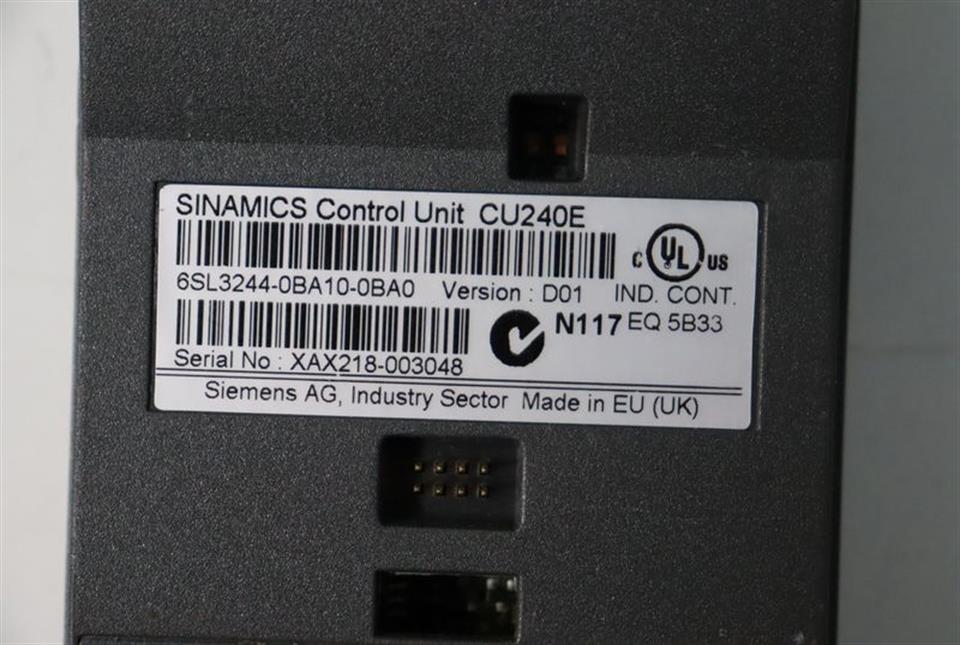 SINAMICS Control Unit CU240E
6SL3244-0BA10-0BA0 Version : D01
c UL us
IND. CONT.
N117 EQ 5B33
Serial No : XAX218-003048
Siemens AG, Industry Sector Made in EU (UK)